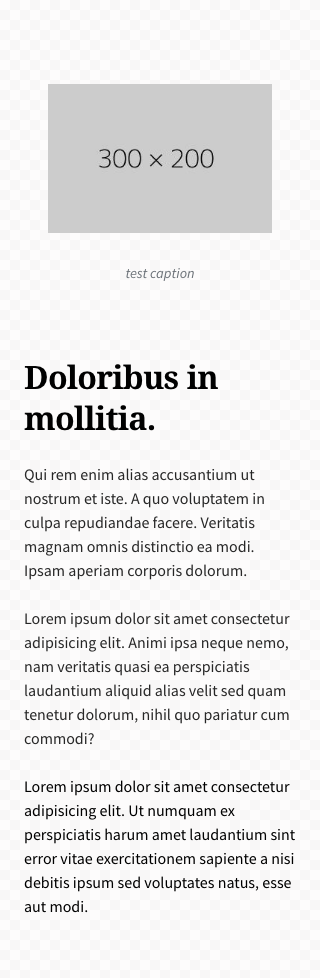 300 × 200
test caption
Doloribus in
mollitia.
Qui rem enim alias accusantium ut
nostrum et iste. A quo voluptatem in
culpa repudiandae facere. Veritatis
magnam omnis distinctio ea modi.
Ipsam aperiam corporis dolorum.
Lorem ipsum dolor sit amet consectetur
adipisicing elit. Animi ipsa neque nemo,
nam veritatis quasi ea perspiciatis
laudantium aliquid alias velit sed quam
tenetur dolorum, nihil quo pariatur cum
commodi?
Lorem ipsum dolor sit amet consectetur
adipisicing elit. Ut numquam ex
perspiciatis harum amet laudantium sint
error vitae exercitationem sapiente a nisi
debitis ipsum sed voluptates natus, esse
aut modi.